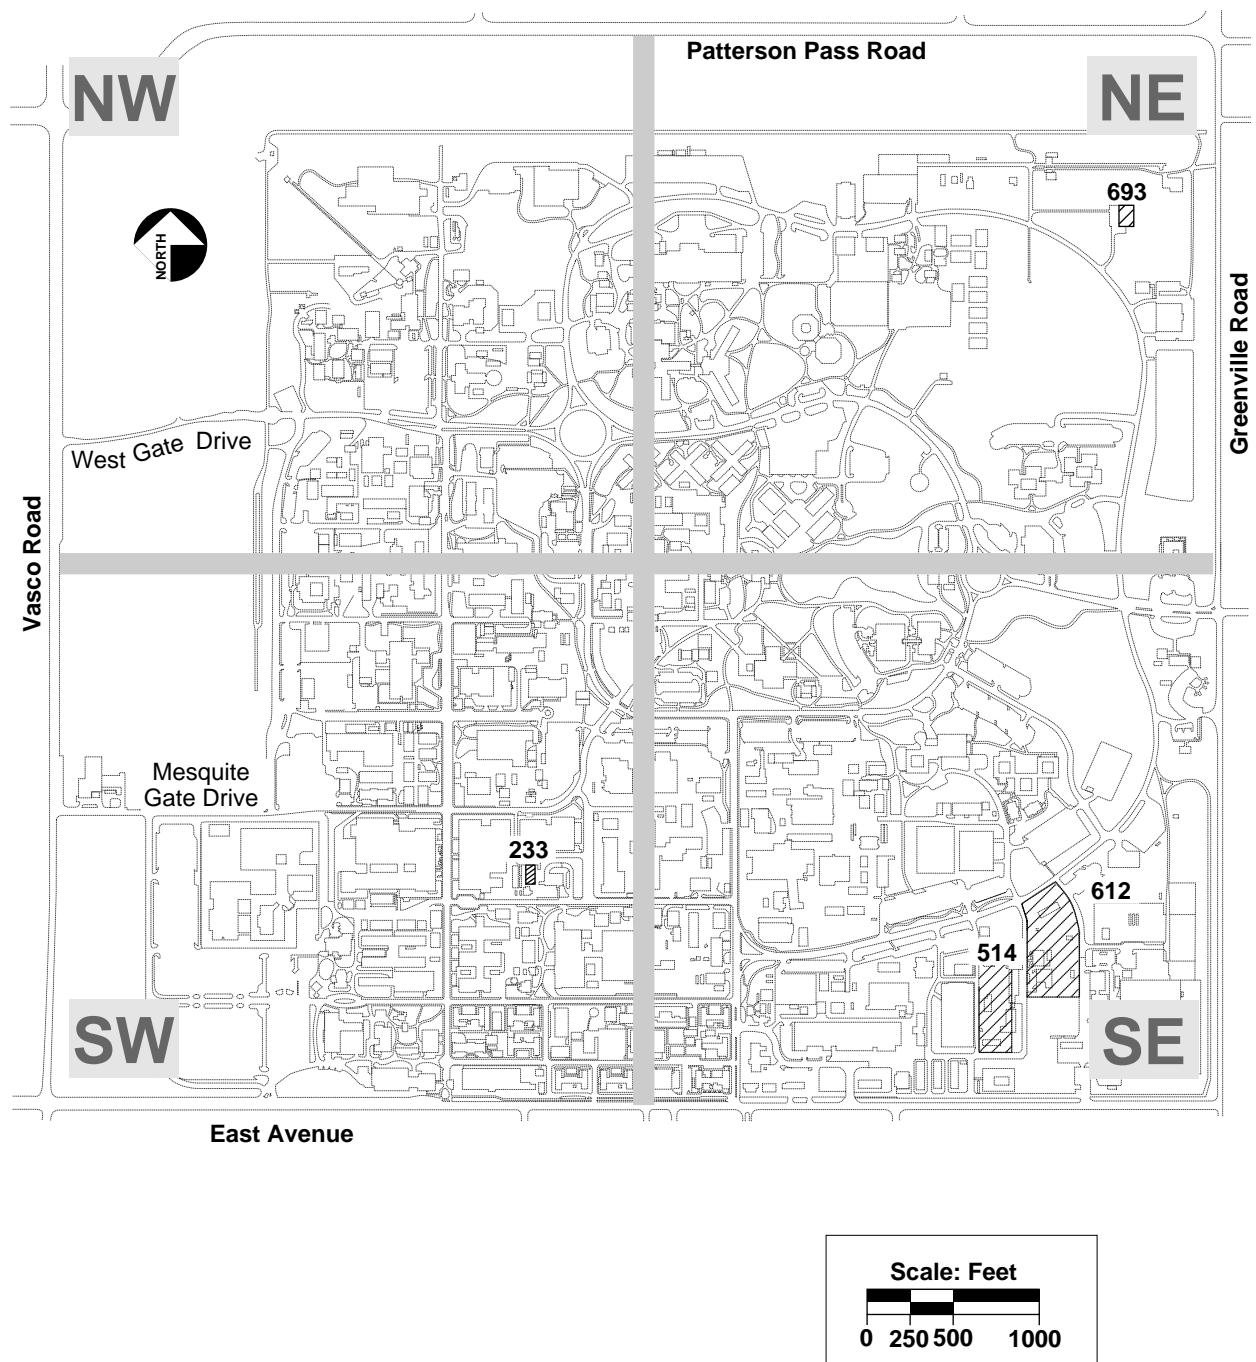 Patterson Pass Road
NW
NE
693
NORTH
Greenville Road
West Gate Drive
Vasco Road
Mesquite
Gate Drive
233
612
514
SW
SE
East Avenue
Scale: Feet
0 250 500 1000